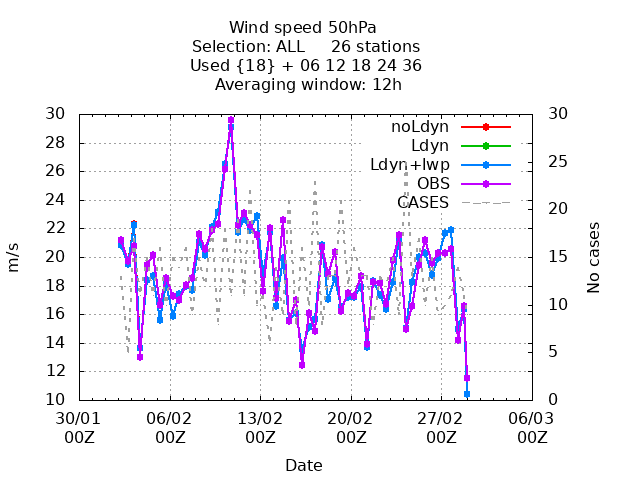 Wind speed 50hPa
Selection: ALL 26 stations
Used {18} + 06 12 18 24 36
Averaging window: 12h
30 30
28
26 25
24
22 20
20 15
18
16 10
14
12 5
10 0
noLdyn
Ldyn
Ldyn+lwp
OBS
CASES
m/s
No cases
30/01 06/02 13/02 20/02 27/02 06/03
00Z 00Z 00Z 00Z 00Z 00Z
Date